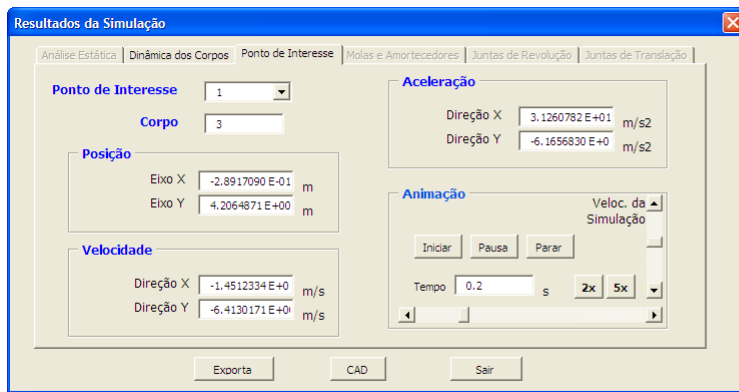 Resultados da Simulação
Análise Estática Dinâmica dos Corpos Ponto de Interesse Molas e Amortecedores Juntas de Revolução Juntas de Translação
Ponto de Interesse 1
Corpo 3
Posição
Eixo X -2.8917090 E-01 m
Eixo Y 4.2064871 E+00 m
Velocidade
Direção X -1.4512334 E+0 m/s
Direção Y -6.4130171 E+0 m/s
Aceleração
Direção X 3.1260782 E+01 m/s2
Direção Y -6.1656830 E+0 m/s2
Animação
Veloc. da
Simulação
Iniciar Pausa Parar
Tempo 0.2 s 2x 5x
Exporta CAD Sair